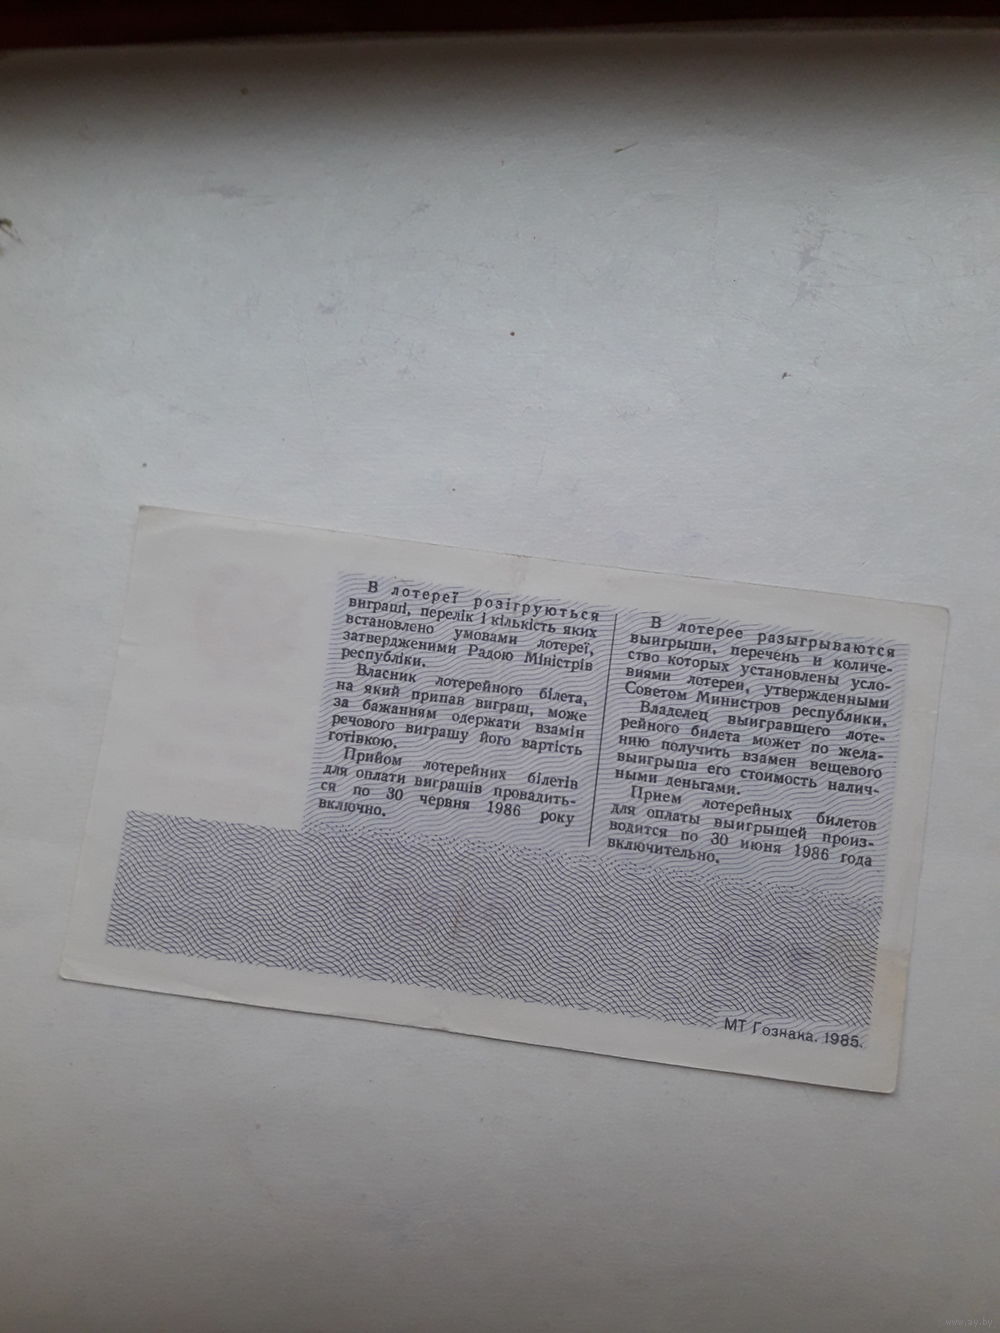 В лотереї розігруються
виграші, перелік і кількість яких
встановлено умовами лотереї,
затвердженими Радою Міністрів
республіки.
Власник лотерейного білета,
на який припав виграш, може
за бажанням одержати взамін
речового виграшу його вартість
готівкою.
Прийом лотерейних білетів
для оплати виграшів провадить-
ся по 30 червня 1986 року
включно.
В лотерее разыгрываются
выигрыши, перечень и количе-
ство которых установлены усло-
виями лотереи, утвержденными
Советом Министров республики.
Владелец выигравшего лоте-
рейного билета может по жела-
нию получить взамен вещевого
выигрыша его стоимость налич-
ными деньгами.
Прием лотерейных билетов
для оплаты выигрышей произ-
водится по 30 июня 1986 года
включительно.
МТ Гознака. 1985.
www.ay.by